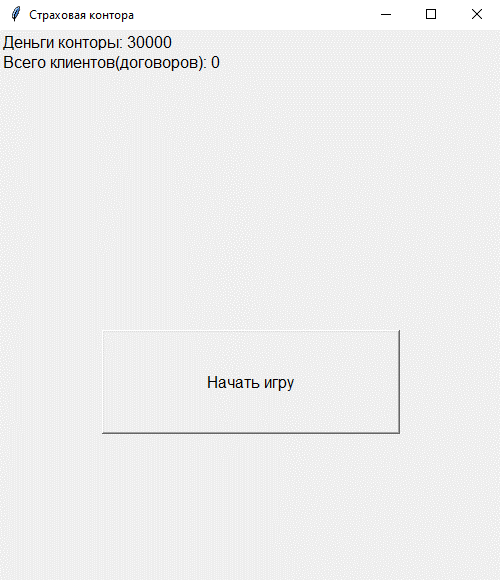 Страховая контора
Деньги конторы: 30000
Всего клиентов(договоров): 0
Начать игру